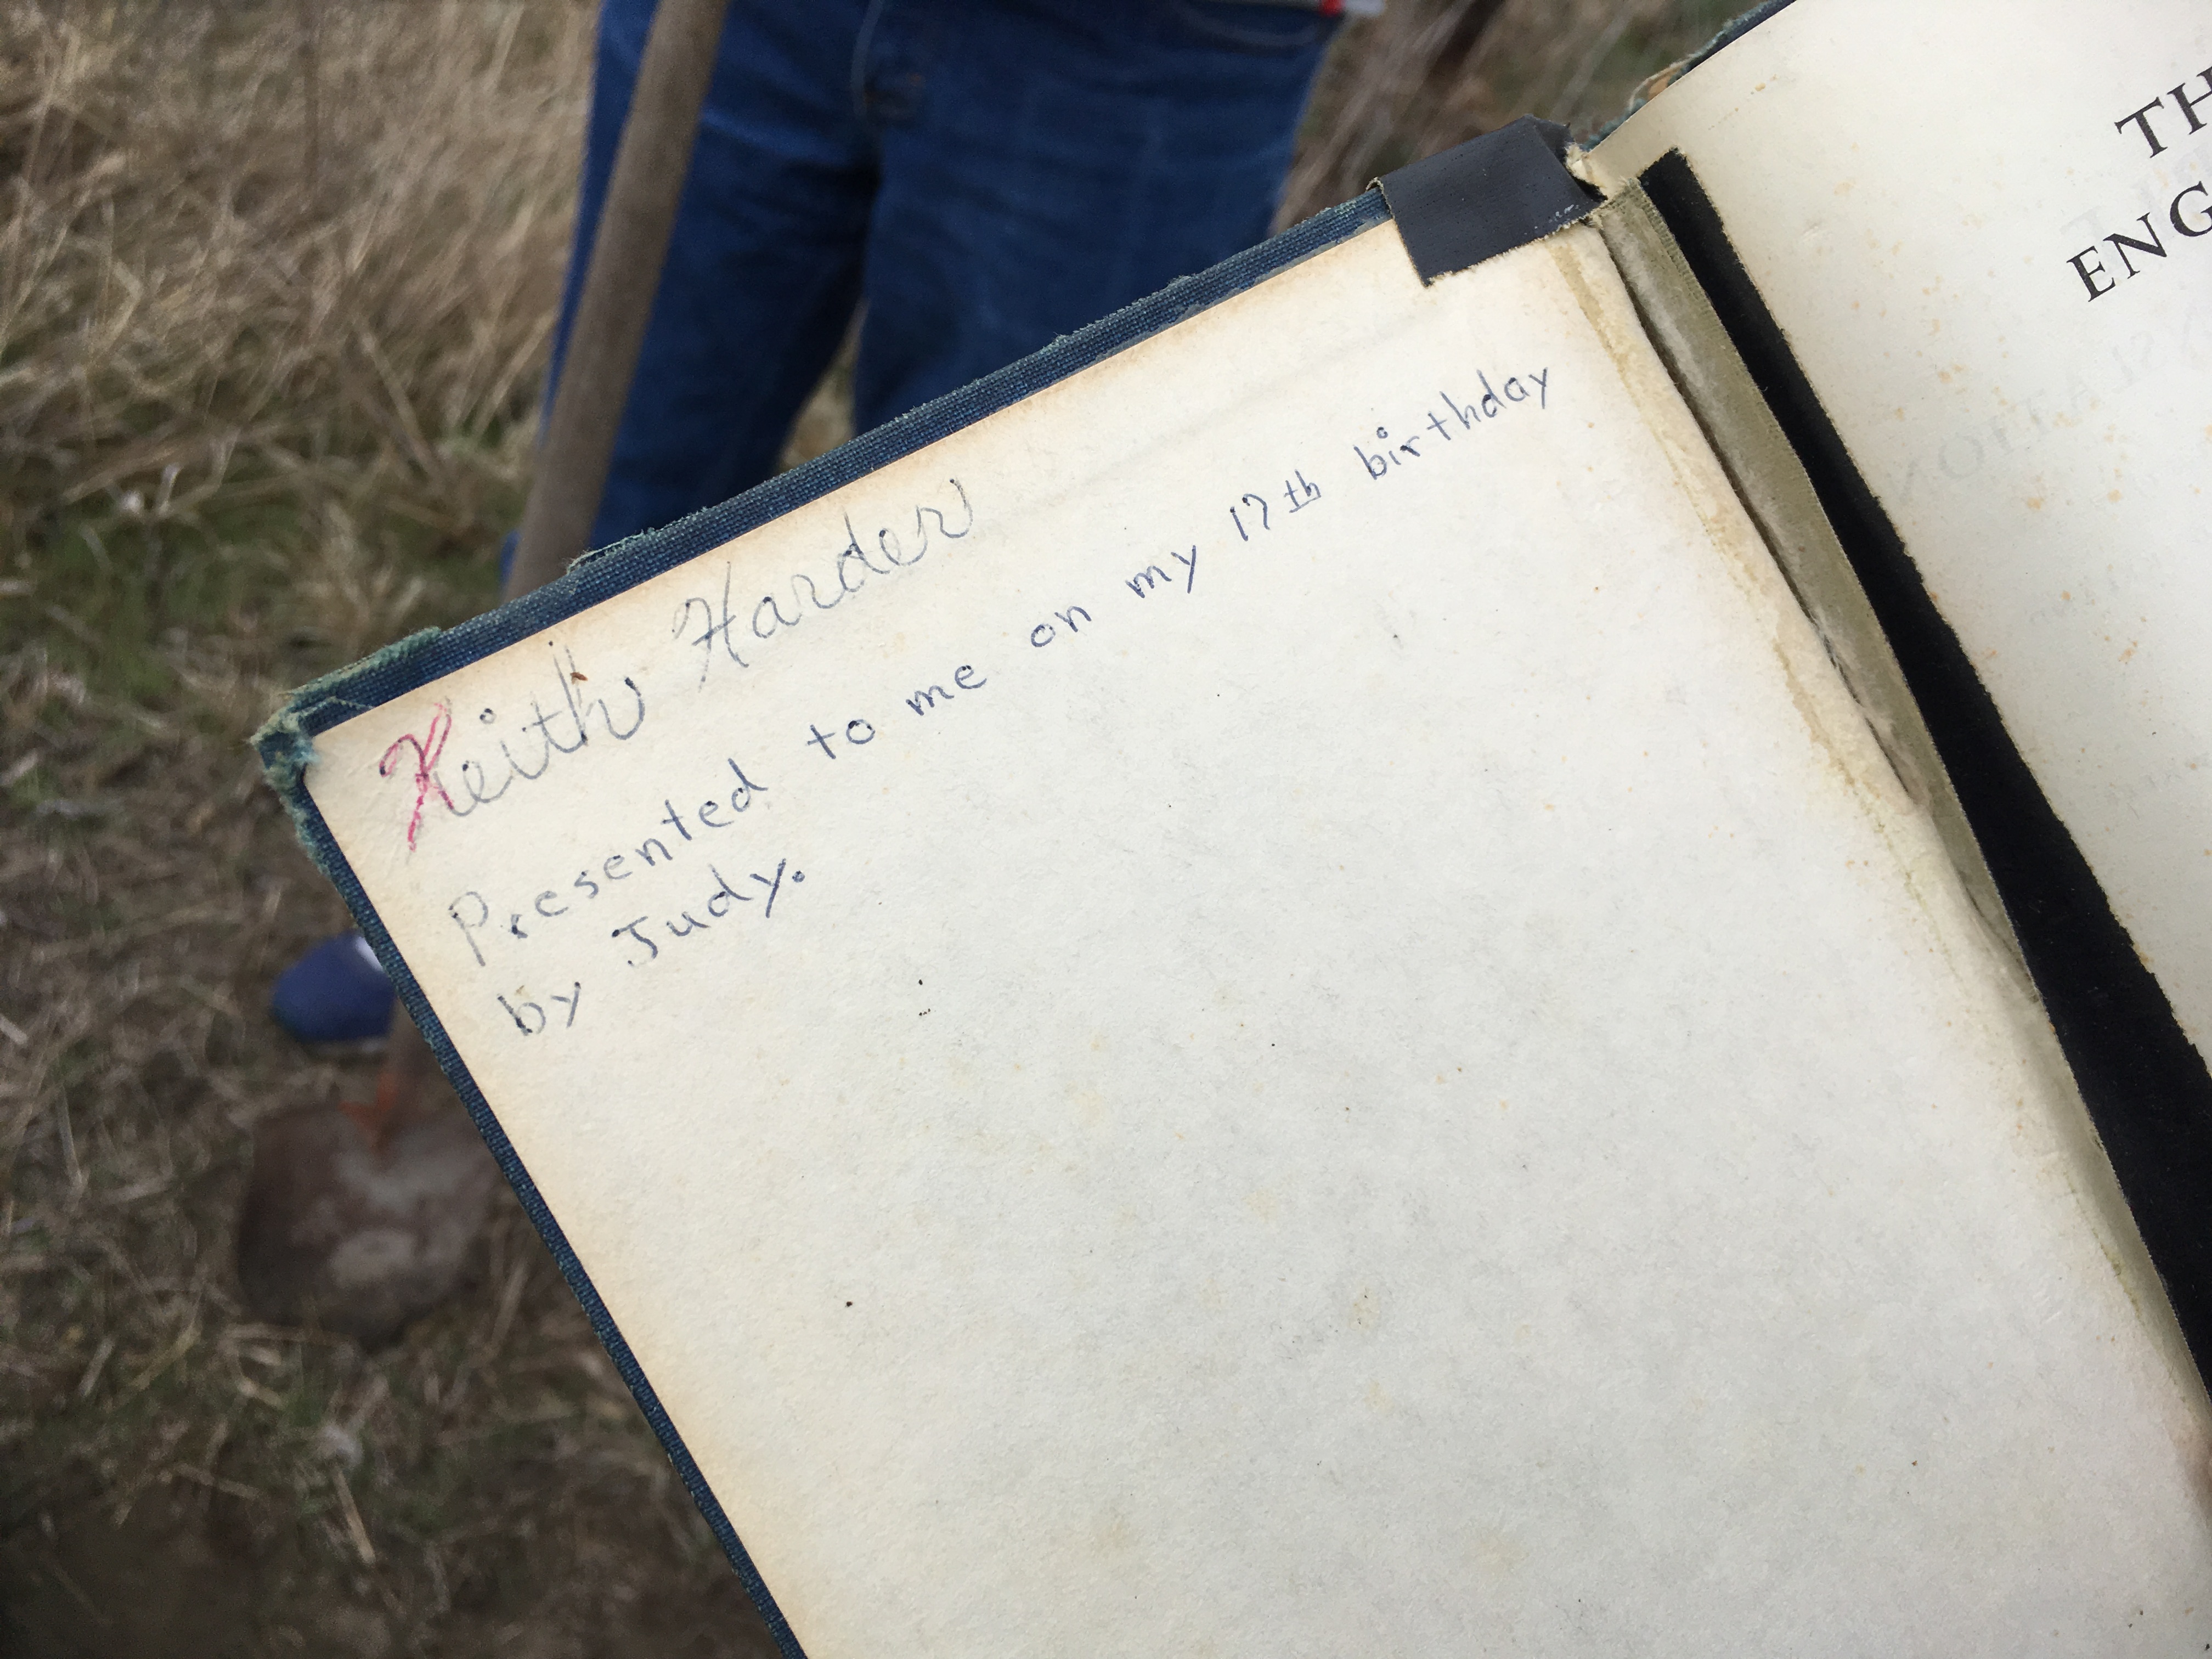 Keith Harder
Presented to me on my 17th birthday
by Judy.
TH
ENG